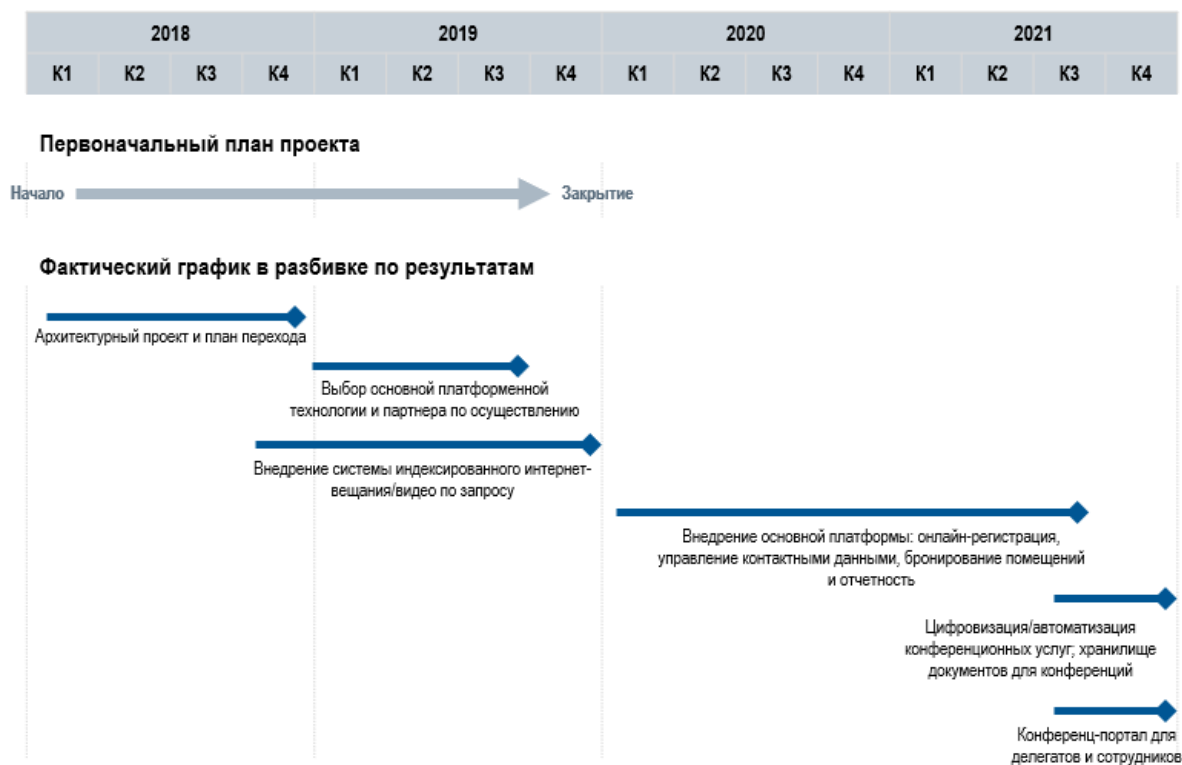 2018 2019 2020 2021
К1 К2 К3 К4 К1 К2 К3 К4 К1 К2 К3 К4 К1 К2 К3 К4
Первоначальный план проекта
Начало Закрытие
Фактический график в разбивке по результатам
Архитектурный проект и план перехода
Выбор основной платформенной
технологии и партнера по осуществлению
Внедрение системы индексированного интернет-
вещания/видео по запросу
Внедрение основной платформы: онлайн-регистрация,
управление контактными данными, бронирование помещений
и отчетность
Цифровизация/автоматизация
конференционных услуг; хранилище
документов для конференций
Конференц-портал для
делегатов и сотрудников